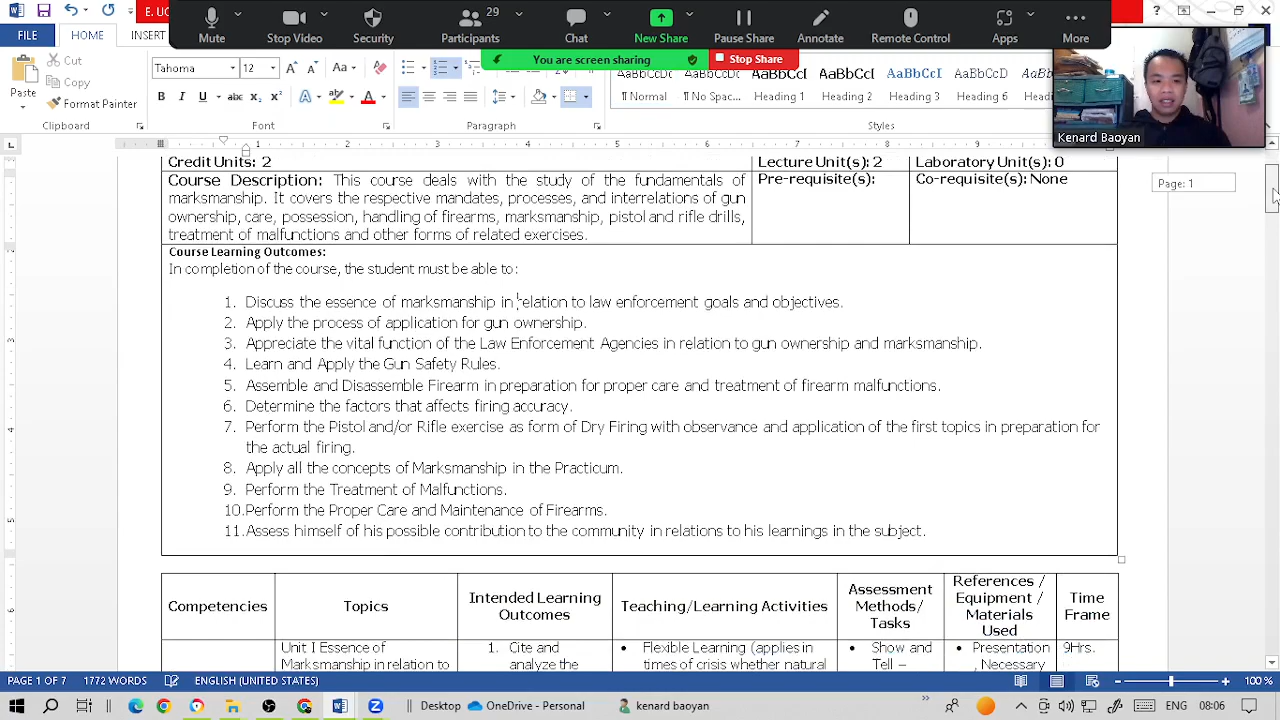 29
Mute
Stop Video
Security
Participants
Chat
New Share
Pause Share
Annotate
Remote Control
Apps
More
You are screen sharing
Stop Share
FILE
HOME
INSERT
Cut
Copy
Format Painter
Paste
Clipboard
Tahoma
12
Font
Paragraph
AaBbCcI
AaBbCcDc
AaBbCcI
AaBbCcI
AaBbCcI
AaBbCcD
AaBbCcDc
¶ Normal
¶ No Spac...
Heading 1
Heading 2
Heading 3
Heading 6
Styles
Kenard Baoyan
1 2 3 4 5 6 7 8 9
Page: 1
Credit Units: 2
Lecture Unit(s): 2
Laboratory Unit(s): 0
Course Description: This course deals with the study of the fundamentals of
marksmanship. It covers the respective mandates, processes, and interrelations of gun
ownership, care, possession, handling of firearms, marksmanship, pistol and rifle drills,
treatment of malfunctions and other forms of related exercises.
Pre-requisite(s):
Co-requisite(s): None
Course Learning Outcomes:
In completion of the course, the student must be able to:
1. Discuss the essence of marksmanship in relation to law enforcement goals and objectives.
2. Apply the process of application for gun ownership.
3. Appreciate the vital function of the Law Enforcement Agencies in relation to gun ownership and marksmanship.
4. Learn and Apply the Gun Safety Rules.
5. Assemble and Disassemble Firearm in preparation for proper care and treatment of firearm malfunctions.
6. Determine the factors that affects firing accuracy.
7. Perform the Pistol and/or Rifle exercise as form of Dry Firing with observance and application of the first topics in preparation for
the actual firing.
8. Apply all the concepts of Marksmanship in the Practicum.
9. Perform the Treatment of Malfunctions.
10. Perform the Proper Care and Maintenance of Firearms.
11. Assess himself of his possible contribution to the community in relations to his learnings in the subject.
Competencies
Topics
Intended Learning
Outcomes
Teaching/Learning Activities
Assessment
Methods/
Tasks
References /
Equipment /
Materials
Used
Time
Frame
Unit I Essence of
Marksmanship in relation to
1. Cite and
analyze the
• Flexible Learning (applies in
times of crisis whether natural
• Show and
Tell –
• Presentation
, Necessary
9Hrs.
PAGE 1 OF 7
1772 WORDS
ENGLISH (UNITED STATES)
100 %
Desktop
OneDrive - Personal
kenard baoyan
ENG
08:06